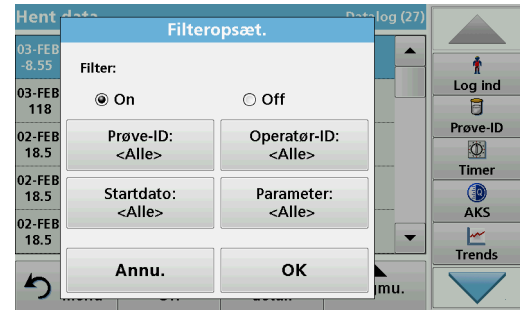 Hent data
Datalog (27)
Filteropsæt.
03-FEB
-8.55
03-FEB
118
02-FEB
18.5
02-FEB
18.5
02-FEB
18.5
Filter:
On
Off
Prøve-ID:
<Alle>
Operatør-ID:
<Alle>
Startdato:
<Alle>
Parameter:
<Alle>
Annu.
OK
Log ind
Prøve-ID
Timer
AKS
Trends